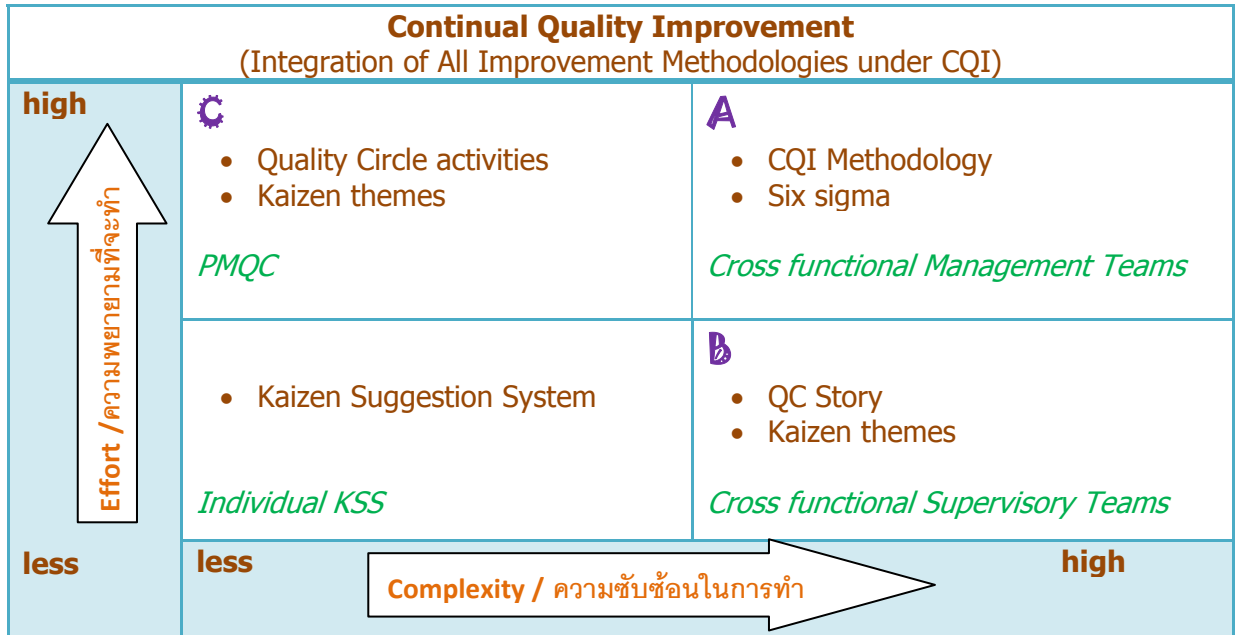 Continual Quality Improvement
(Integration of All Improvement Methodologies under CQI)
high
Effort /ความพยายามที่จะทำ
less
C
• Quality Circle activities
• Kaizen themes
PMQC
A
• CQI Methodology
• Six sigma
Cross functional Management Teams
• Kaizen Suggestion System
Individual KSS
B
• QC Story
• Kaizen themes
Cross functional Supervisory Teams
less
Complexity / ความซับซ้อนในการทำ
high